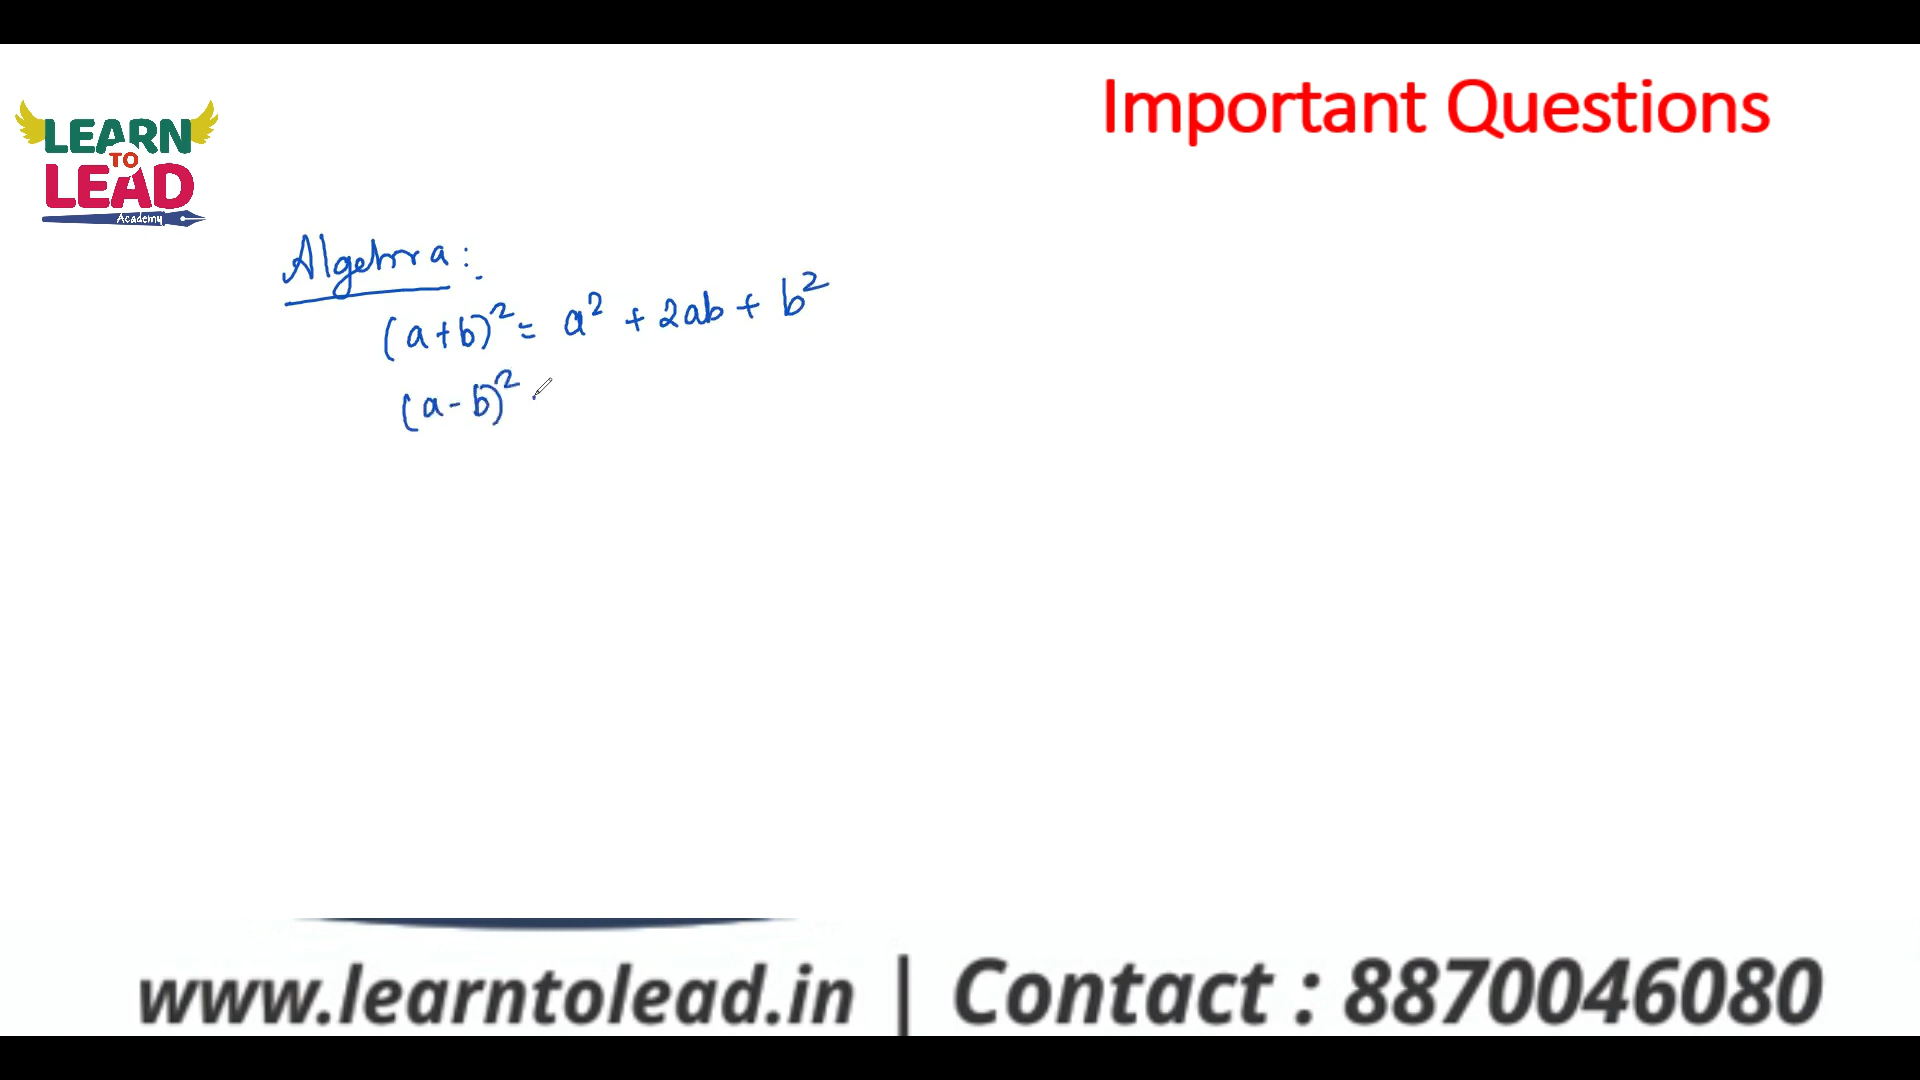 Important Questions
LEARN
TO
LEAD
Academy
Algebra :-
(a+b)² = a² + 2ab + b²
(a-b)²
www.learntolead.in | Contact : 8870046080